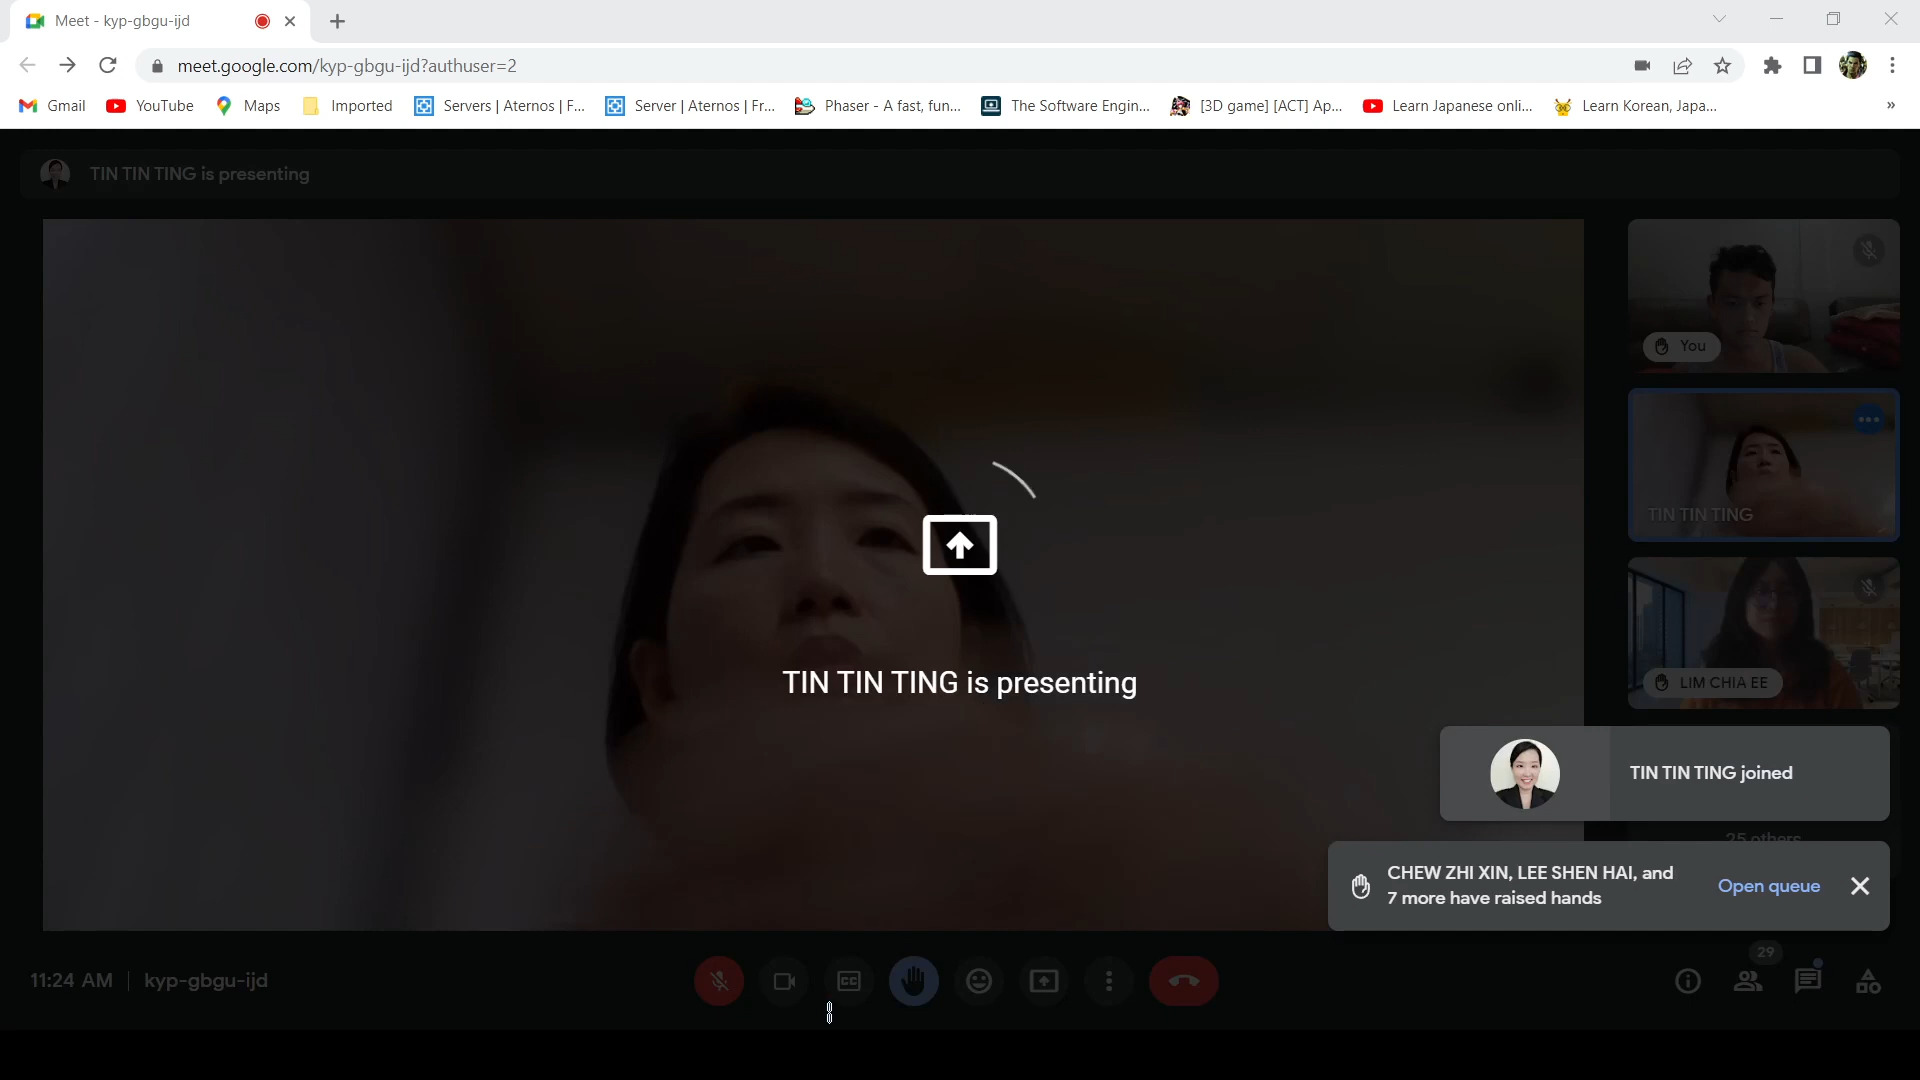 Meet - kyp-gbgu-ijd
meet.google.com/kyp-gbgu-ijd?authuser=2
Gmail
YouTube
Maps
Imported
Servers | Aternos | F...
Server | Aternos | Fr...
Phaser - A fast, fun...
The Software Engin...
[3D game] [ACT] Ap...
Learn Japanese onli...
Learn Korean, Japa...
»
TIN TIN TING is presenting
You
TIN TIN TING
TIN TIN TING is presenting
LIM CHIA EE
TIN TIN TING joined
25 others
CHEW ZHI XIN, LEE SHEN HAI, and
7 more have raised hands
Open queue
11:24 AM | kyp-gbgu-ijd
CC
29